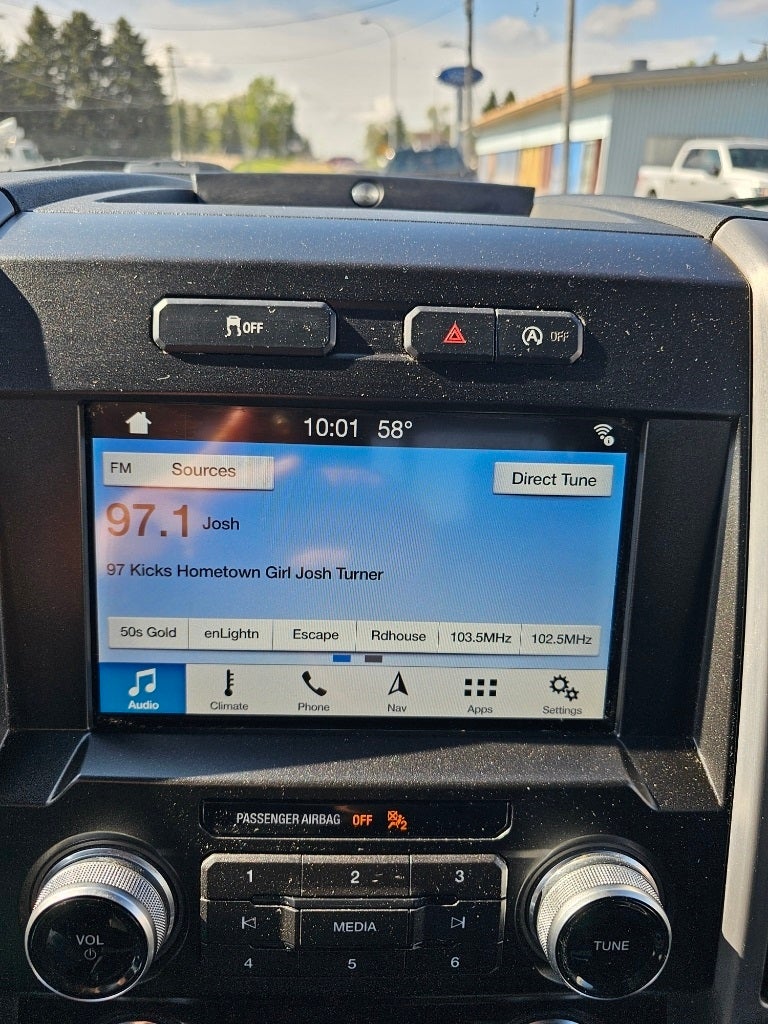 OFF
OFF
10:01 58°
FM Sources
Direct Tune
97.1 Josh
97 Kicks Hometown Girl Josh Turner
50s Gold enLightn Escape Rdhouse 103.5MHz 102.5MHz
Audio Climate Phone Nav Apps Settings
PASSENGER AIRBAG OFF 2
1 2 3
VOL MEDIA TUNE
4 5 6